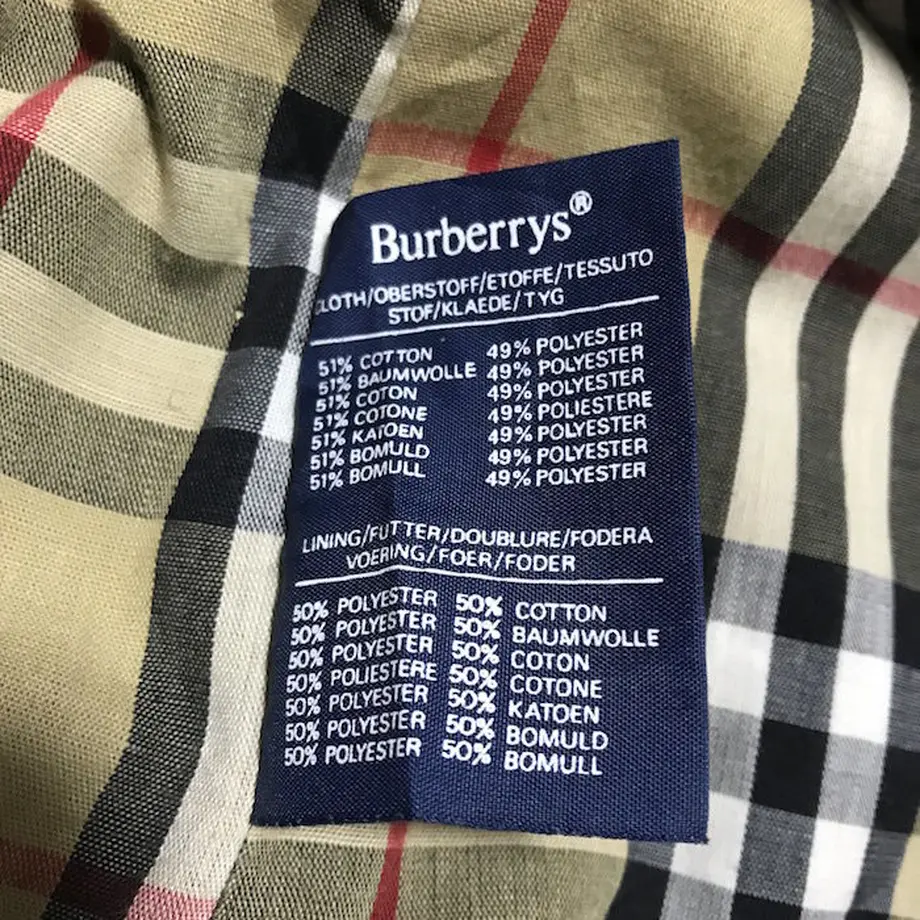 Burberrys®
CLOTH/OBERSTOFF/ETOFFE/TESSUTO
STOF/KLAEDE/TYG
51% COTTON 49% POLYESTER
51% BAUMWOLLE 49% POLYESTER
51% COTON 49% POLYESTER
51% COTONE 49% POLIESTERE
51% KATOEN 49% POLYESTER
51% BOMULD 49% POLYESTER
51% BOMULL 49% POLYESTER
LINING/FUTTER/DOUBLURE/FODERA
VOERING/FOER/FODER
50% POLYESTER 50% COTTON
50% POLYESTER 50% BAUMWOLLE
50% POLYESTER 50% COTON
50% POLIESTERE 50% COTONE
50% POLYESTER 50% KATOEN
50% POLYESTER 50% BOMULD
50% POLYESTER 50% BOMULL